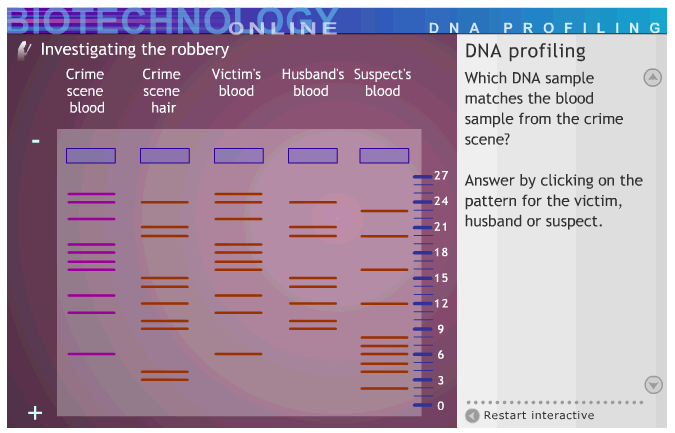 BIOTECHNOLOGY
ONLINE
DNA PROFILING
Investigating the robbery
Crime
scene
blood
Crime
scene
hair
Victim's
blood
Husband's
blood
Suspect's
blood
-
+
27
24
21
18
15
12
9
6
3
0
DNA profiling
Which DNA sample
matches the blood
sample from the crime
scene?
Answer by clicking on the
pattern for the victim,
husband or suspect.
Restart interactive